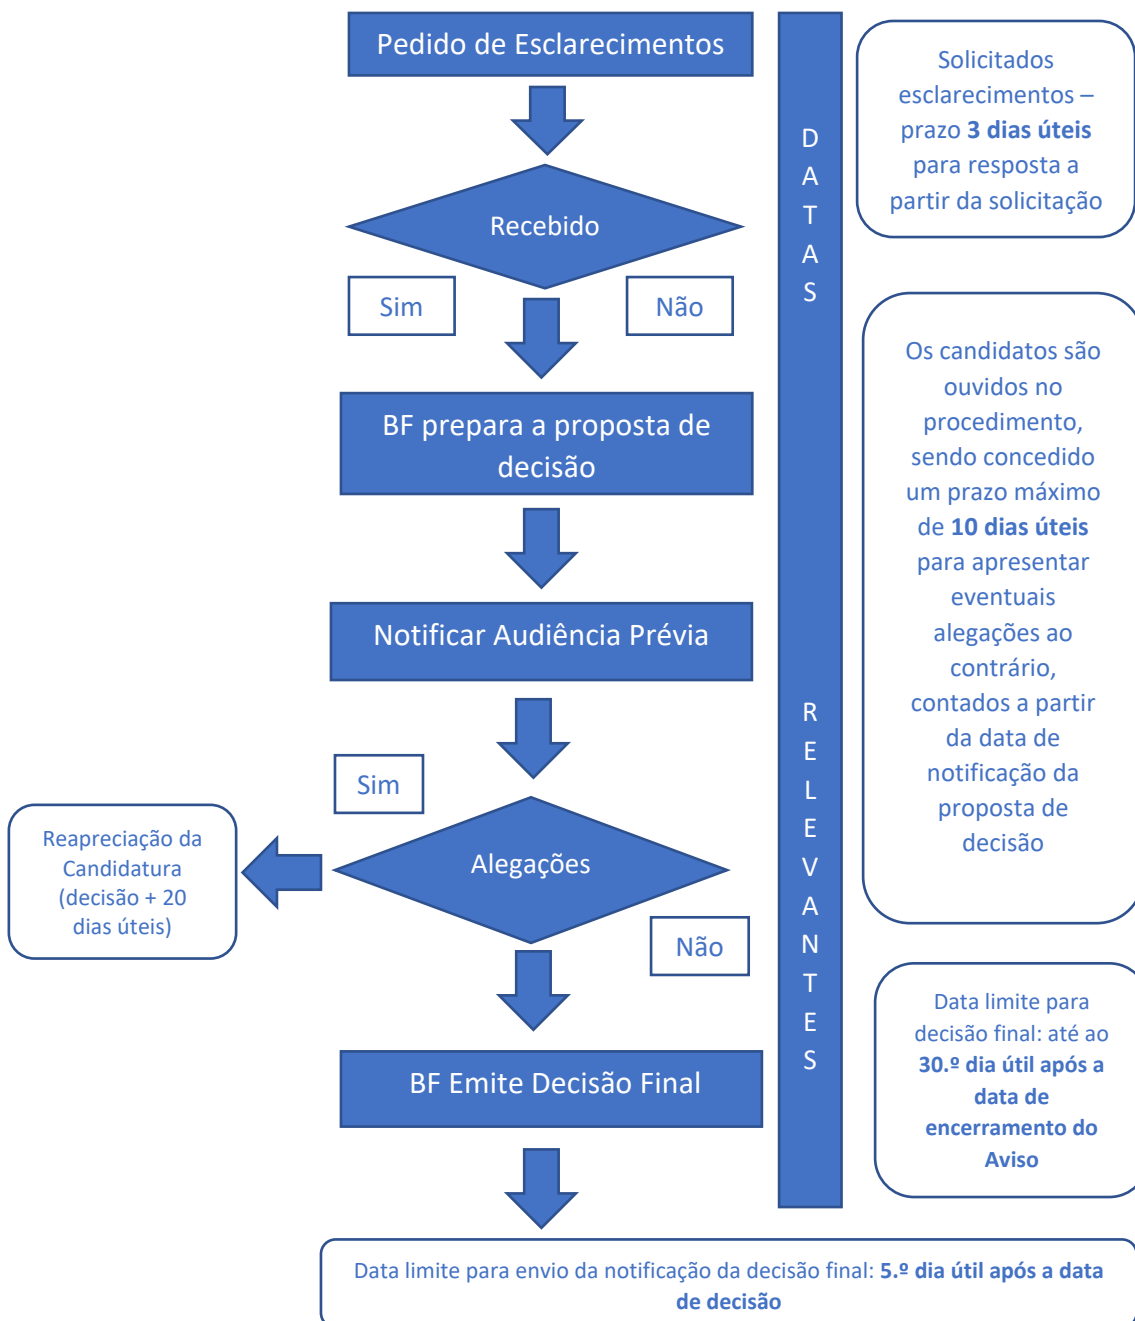 Pedido de Esclarecimentos
Recebido
Sim
Não
BF prepara a proposta de
decisão
Notificar Audiência Prévia
Sim
Alegações
Não
Reapreciação da
Candidatura
(decisão + 20
dias úteis)
BF Emite Decisão Final
D
A
T
A
S
R
E
L
E
V
A
N
T
E
S
Solicitados
esclarecimentos –
prazo 3 dias úteis
para resposta a
partir da solicitação
Os candidatos são
ouvidos no
procedimento,
sendo concedido
um prazo máximo
de 10 dias úteis
para apresentar
eventuais
alegações ao
contrário,
contados a partir
da data de
notificação da
proposta de
decisão
Data limite para
decisão final: até ao
30.º dia útil após a
data de
encerramento do
Aviso
Data limite para envio da notificação da decisão final: 5.º dia útil após a data
de decisão